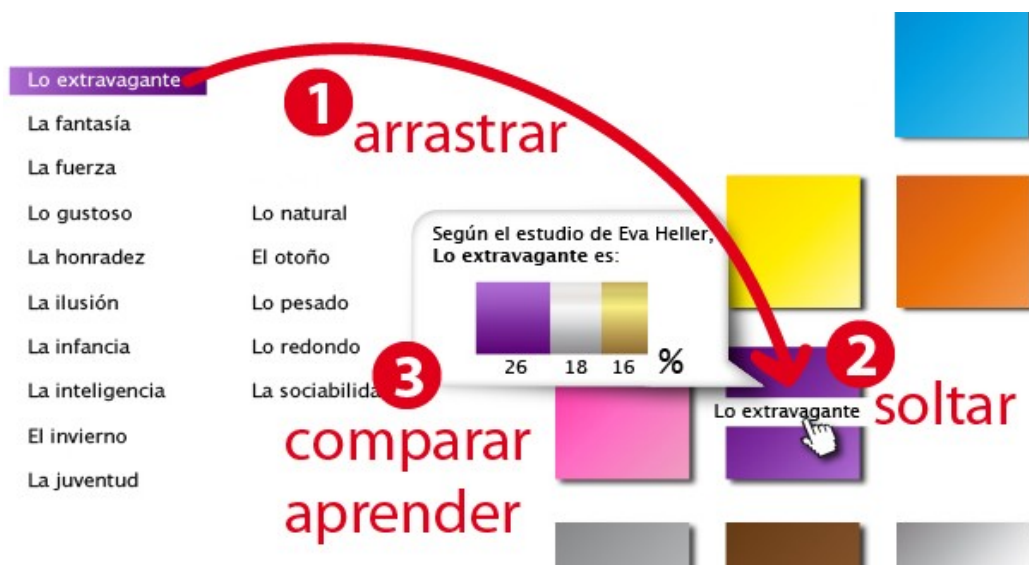 Lo extravagante
La fantasía
La fuerza
Lo gustoso
La honradez
La ilusión
La infancia
La inteligencia
El invierno
La juventud
Lo natural
El otoño
Lo pesado
Lo redondo
La sociabilida
1
arrastrar
Según el estudio de Eva Heller,
Lo extravagante es:
26 18 16 %
2
soltar
Lo extravagante
3
comparar
aprender